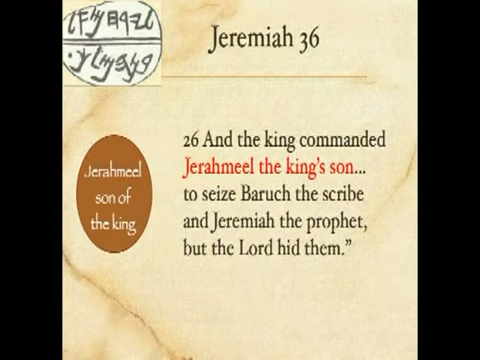 Jeremiah 36
Jerahmeel
son of
the king
26 And the king commanded
Jerahmeel the king's son...
to seize Baruch the scribe
and Jeremiah the prophet,
but the Lord hid them.”